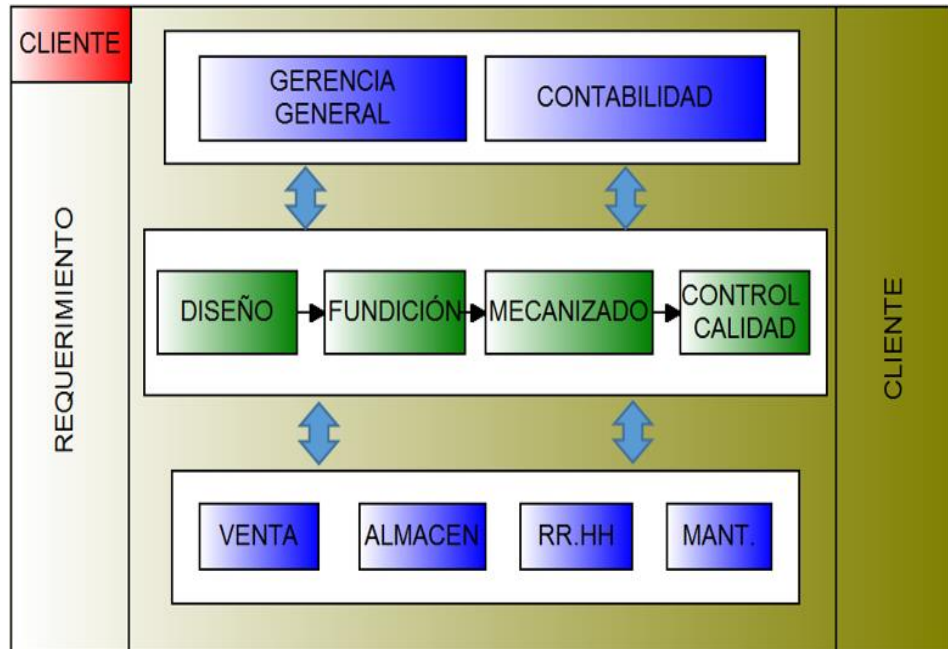 CLIENTE
REQUERIMIENTO
GERENCIA
GENERAL
CONTABILIDAD
DISEÑO
FUNDICIÓN
MECANIZADO
CONTROL
CALIDAD
VENTA
ALMACEN
RR.HH
MANT.
CLIENTE